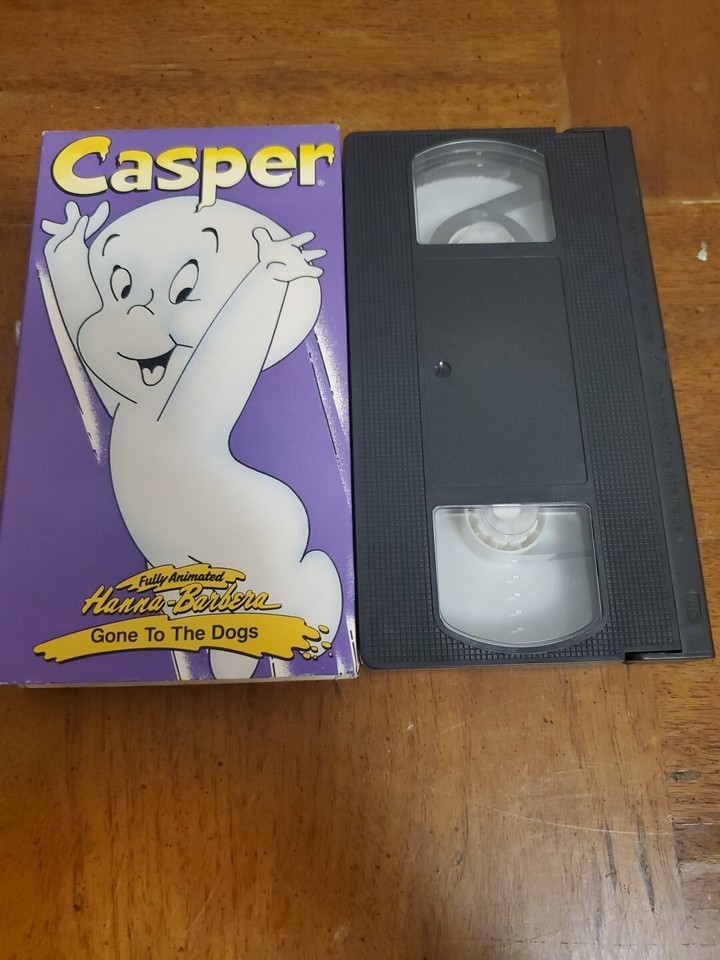 Casper®
Fully Animated
Hanna-Barbera
Gone To The Dogs